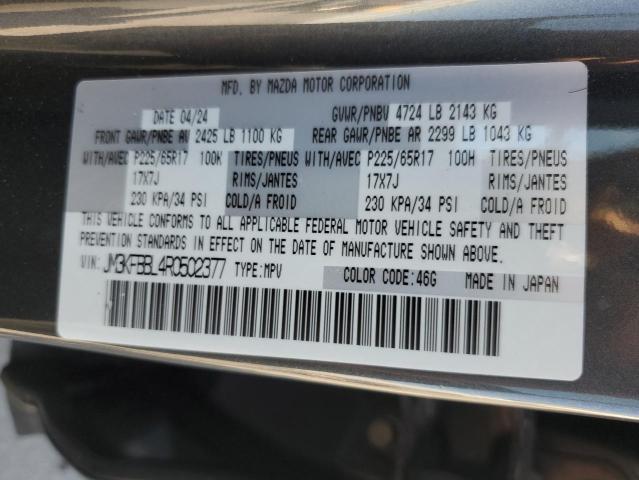 MFD. BY MAZDA MOTOR CORPORATION
DATE 04/24 GVWR/PNBV 4724 LB 2143 KG
FRONT GAWR/PNBE AV 2425 LB 1100 KG REAR GAWR/PNBE AR 2299 LB 1043 KG
WITH/AVEC P225/65R17 100H TIRES/PNEUS WITH/AVEC P225/65R17 100H TIRES/PNEUS
17X7J RIMS/JANTES 17X7J RIMS/JANTES
230 KPA/34 PSI COLD/A FROID 230 KPA/34 PSI COLD/A FROID
THIS VEHICLE CONFORMS TO ALL APPLICABLE FEDERAL MOTOR VEHICLE SAFETY AND THEFT
PREVENTION STANDARDS IN EFFECT ON THE DATE OF MANUFACTURE SHOWN ABOVE.
VIN: JM3KFBBL4R0502377 TYPE:MPV COLOR CODE:46G MADE IN JAPAN